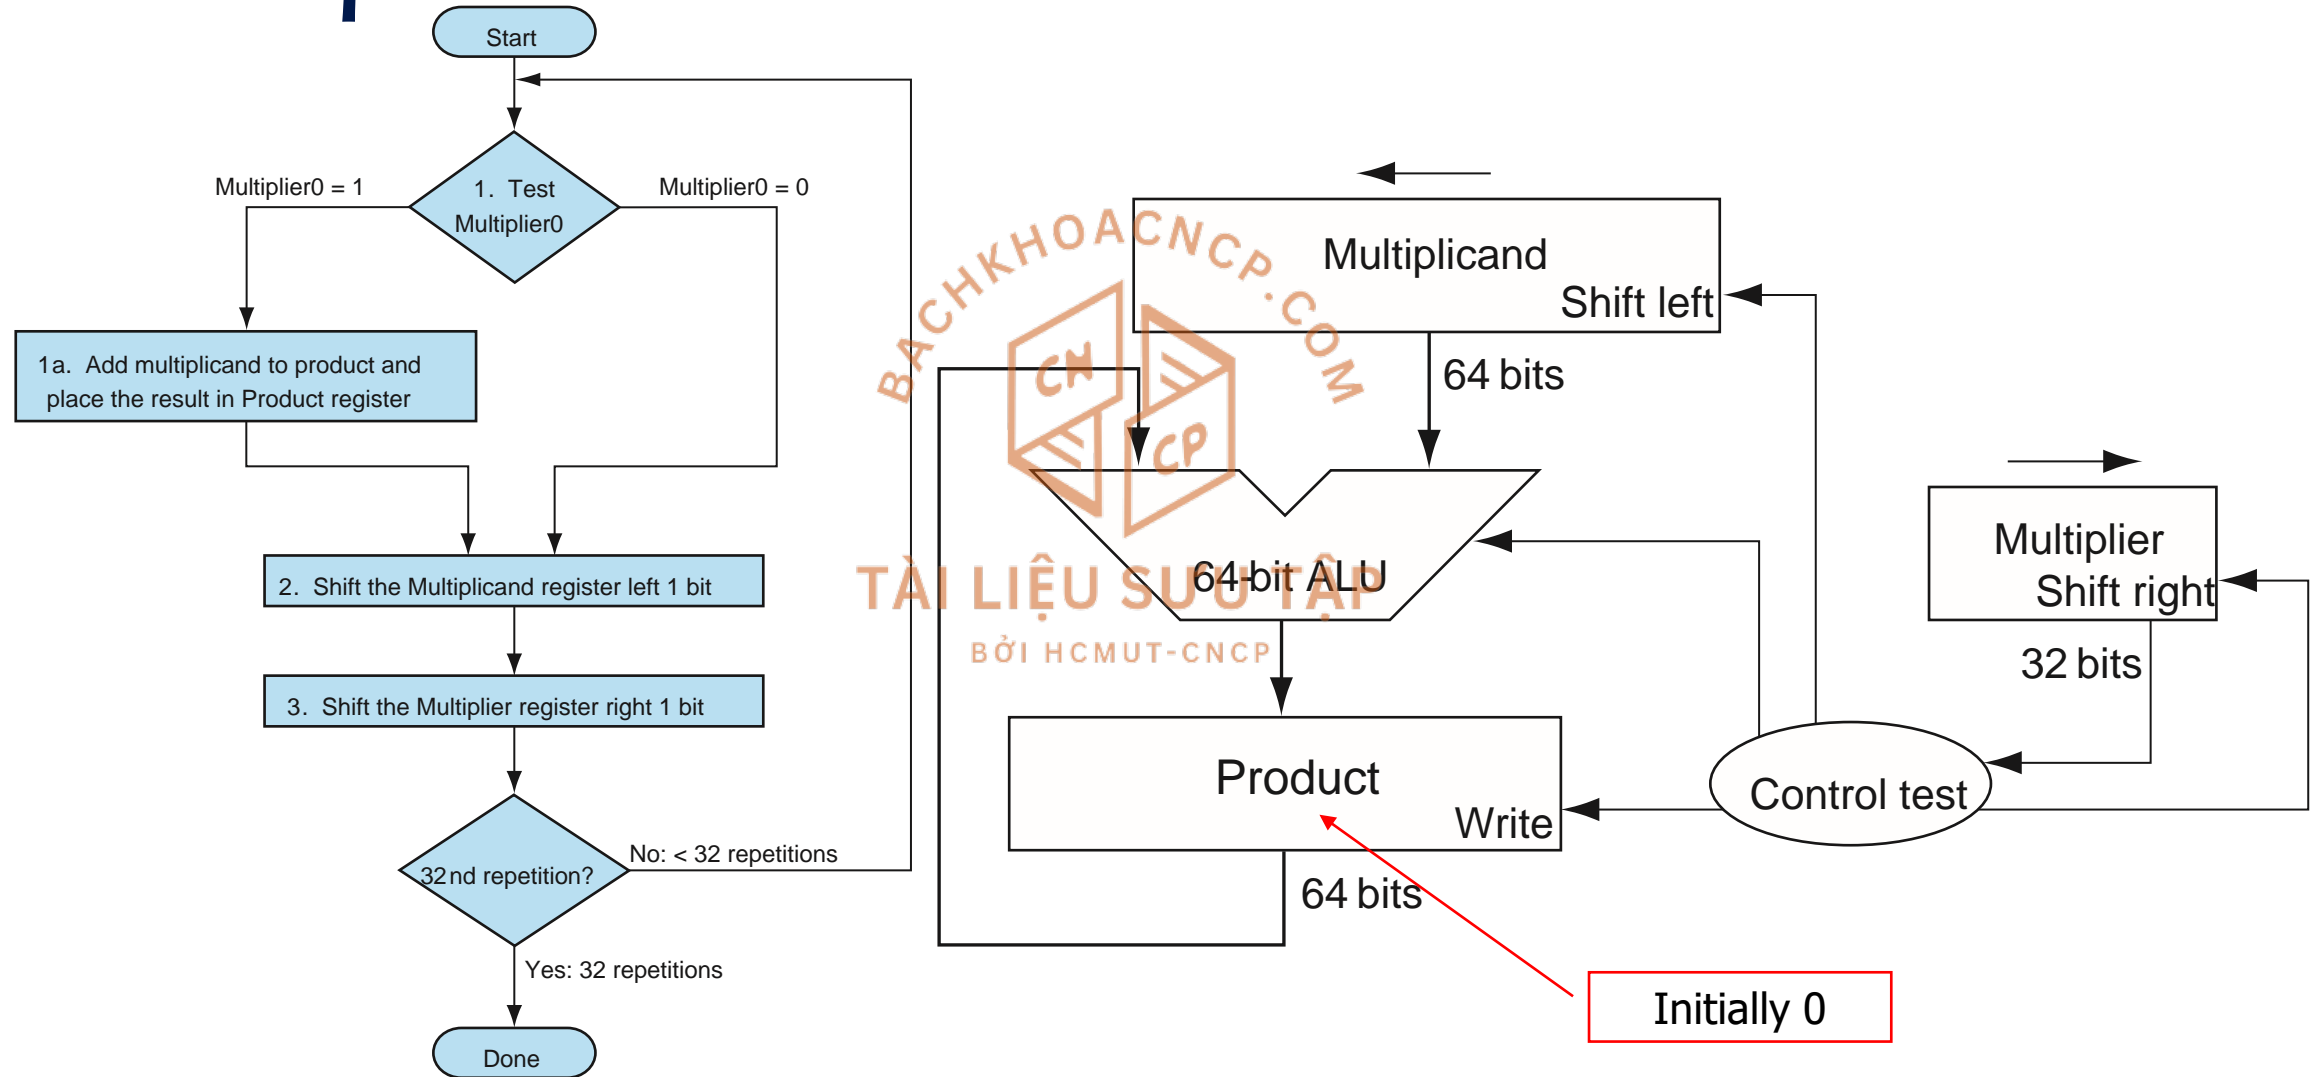 Start
Multiplier0 = 1
1. Test
Multiplier0
Multiplier0 = 0
1a. Add multiplicand to product and
place the result in Product register
2. Shift the Multiplicand register left 1 bit
3. Shift the Multiplier register right 1 bit
32nd repetition?
No: < 32 repetitions
Yes: 32 repetitions
Done
Multiplicand
Shift left
64 bits
64-bit ALU
Multiplier
Shift right
32 bits
Product
Write
Control test
64 bits
Initially 0
BACHKHOACNCP.COM
CN
CP
TÀI LIỆU SƯU TẬP
BỞI HCMUT-CNCP